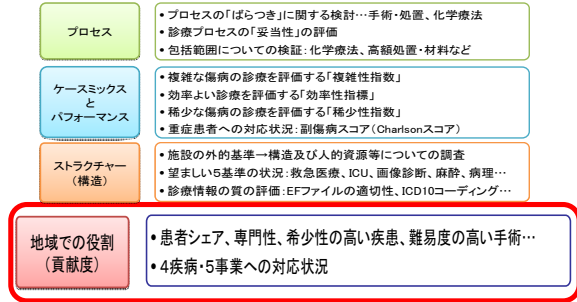 プロセス
• プロセスの「ばらつき」に関する検討…手術・処置、化学療法
• 診療プロセスの「妥当性」の評価
• 包括範囲についての検証：化学療法、高額処置・材料など
ケースミックス
と
パフォーマンス
• 複雑な傷病の診療を評価する「複雑性指数」
• 効率よい診療を評価する「効率性指標」
• 稀少な傷病の診療を評価する「稀少性指数」
• 重症患者への対応状況：副傷病スコア（Charlsonスコア）
ストラクチャー
（構造）
• 施設の外的基準→構造及び人的資源等についての調査
• 望ましい5基準の状況：救急医療、ICU、画像診断、麻酔、病理…
• 診療情報の質の評価：EFファイルの適切性、ICD10コーディング…
地域での役割
（貢献度）
• 患者シェア、専門性、希少性の高い疾患、難易度の高い手術…
• 4疾病・5事業への対応状況